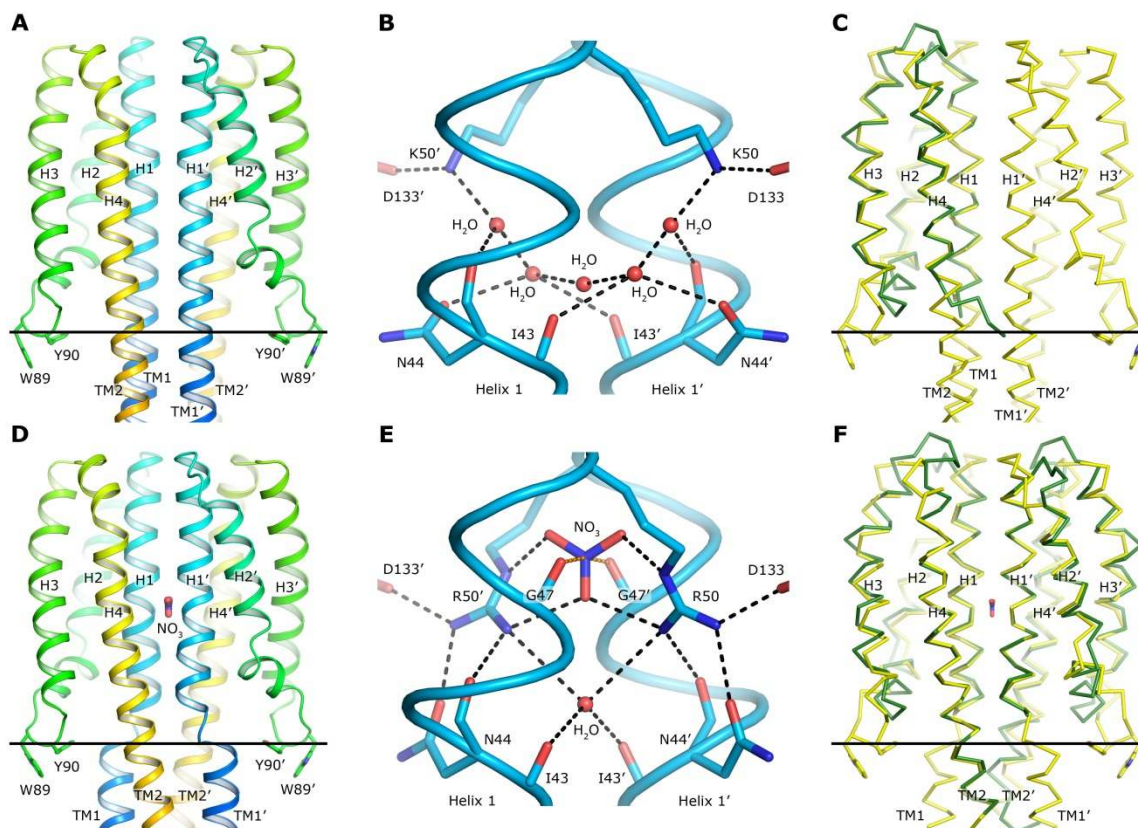 A
H3
H2
H1
H4
H1′
H2′
H4′
H3′
W89
Y90
TM2
TM1
TM1′
TM2′
Y90′
W89′
B
K50′
K50
D133′
D133
H2O
H2O
H2O
H2O
H2O
I43
I43′
N44
N44′
Helix 1
Helix 1′
C
H3
H2
H1
H4
H1′
H2′
H4′
H3′
TM1
TM2
TM2′
TM1′
D
H3
H2
H1
H4
NO3
H1′
H2′
H4′
H3′
W89
Y90
Y90′
W89′
TM1
TM2
TM2′
TM1′
E
NO3
D133′
D133
R50′
G47
G47′
R50
N44
H2O
N44′
I43
I43′
Helix 1
Helix 1′
F
H3
H2
H1
H4
H1′
H2′
H4′
H3′
TM1
TM2
TM2′
TM1′